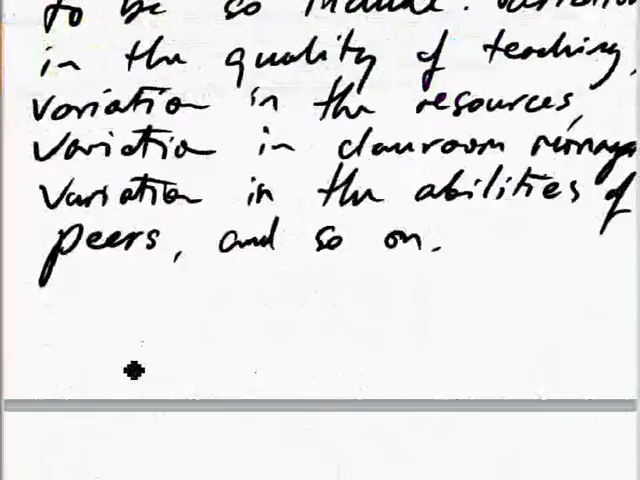 to be so
in the quality of teaching,
variation in the resources,
variation in classroom
variation in the abilities of
peers, and so on.